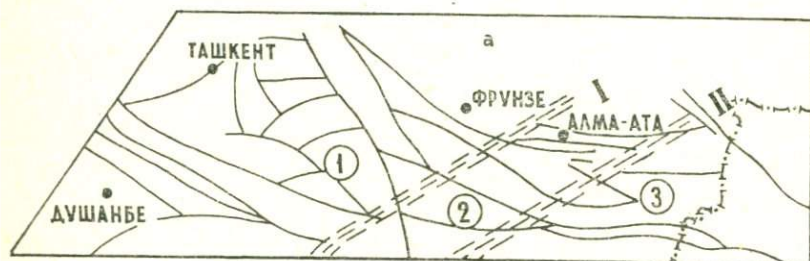 а
ТАШКЕНТ
I
II
ФРУНЗЕ
АЛМА-АТА
1
2
3
ДУШАНБЕ